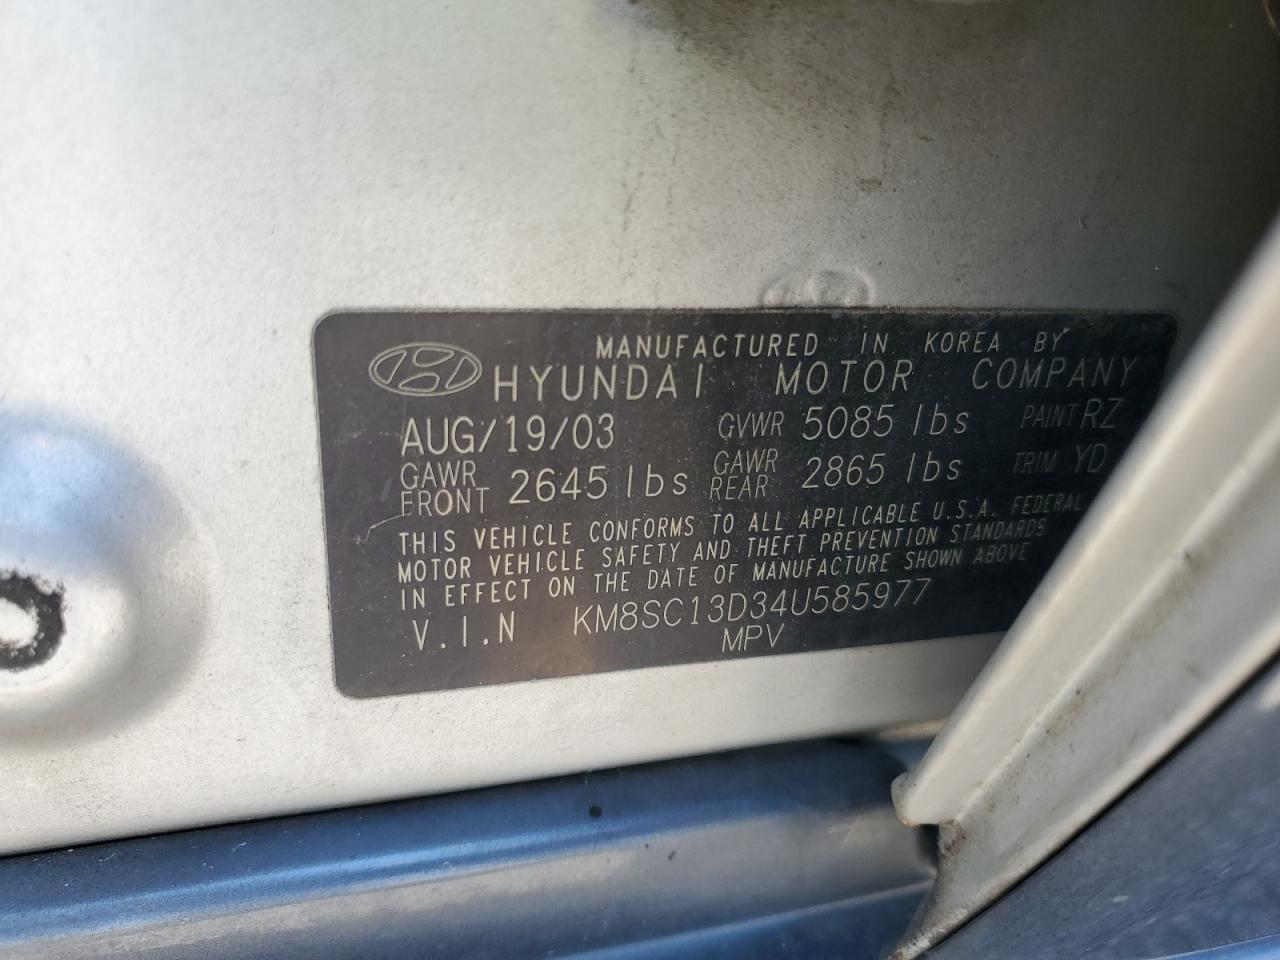 MANUFACTURED IN KOREA BY
HYUNDAI MOTOR COMPANY
AUG/19/03 GVWR 5085 lbs PAINT RZ
GAWR FRONT 2645 lbs GAWR REAR 2865 lbs TRIM YD
THIS VEHICLE CONFORMS TO ALL APPLICABLE U.S.A. FEDERAL
MOTOR VEHICLE SAFETY AND THEFT PREVENTION STANDARDS
IN EFFECT ON THE DATE OF MANUFACTURE SHOWN ABOVE
V.I.N KM8SC13D34U585977
MPV